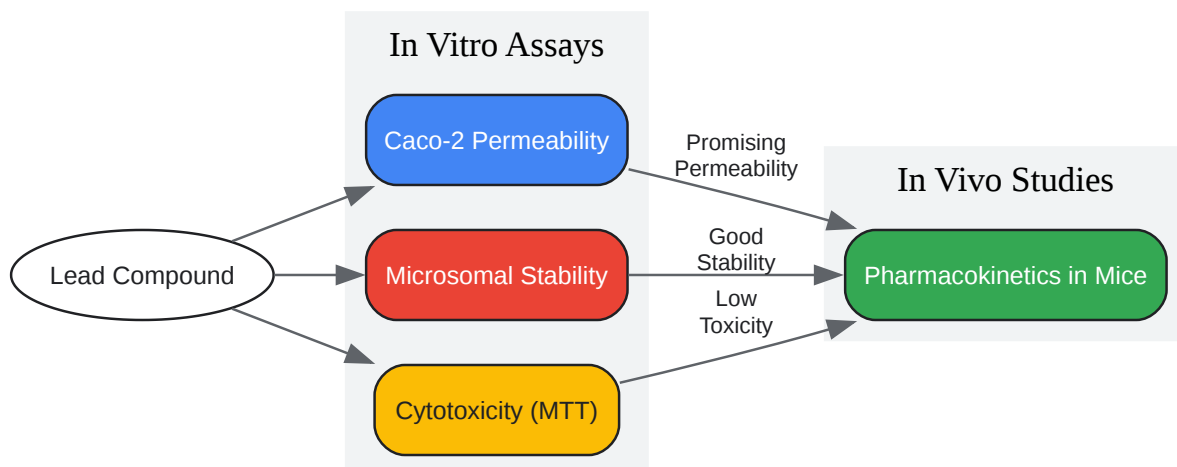 In Vitro Assays
Caco-2 Permeability
Promising
Permeability
In Vivo Studies
Lead Compound
Microsomal Stability
Good
Stability
Pharmacokinetics in Mice
Low
Toxicity
Cytotoxicity (MTT)